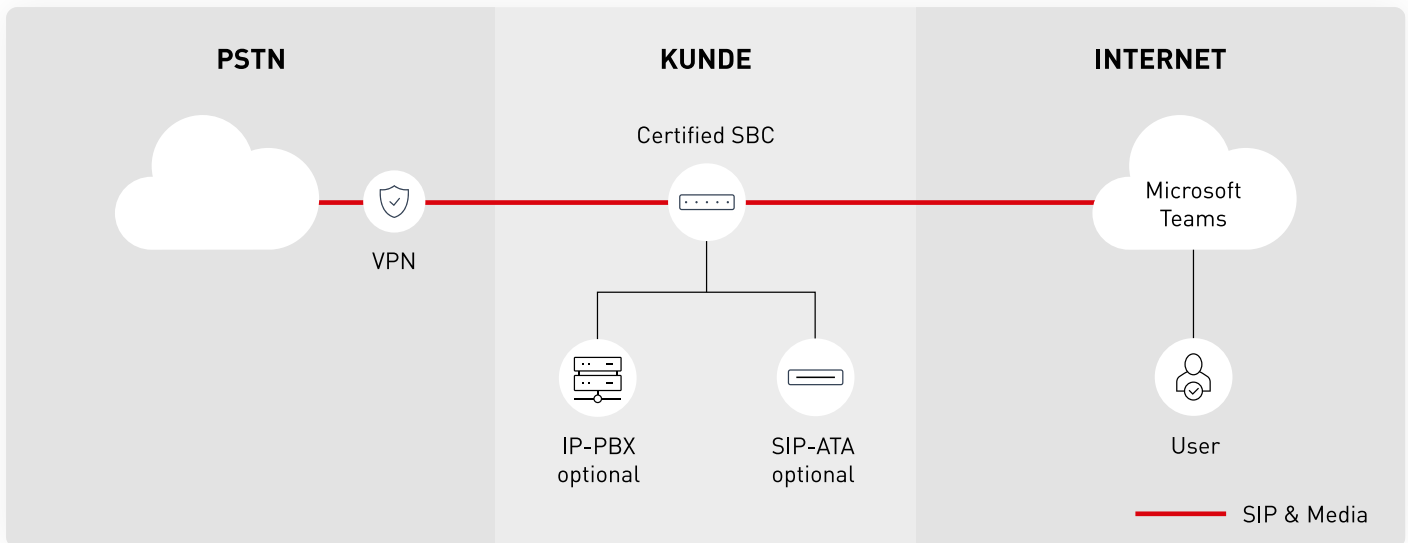 PSTN
KUNDE
INTERNET
Certified SBC
Microsoft
Teams
VPN
IP-PBX
optional
SIP-ATA
optional
User
SIP & Media